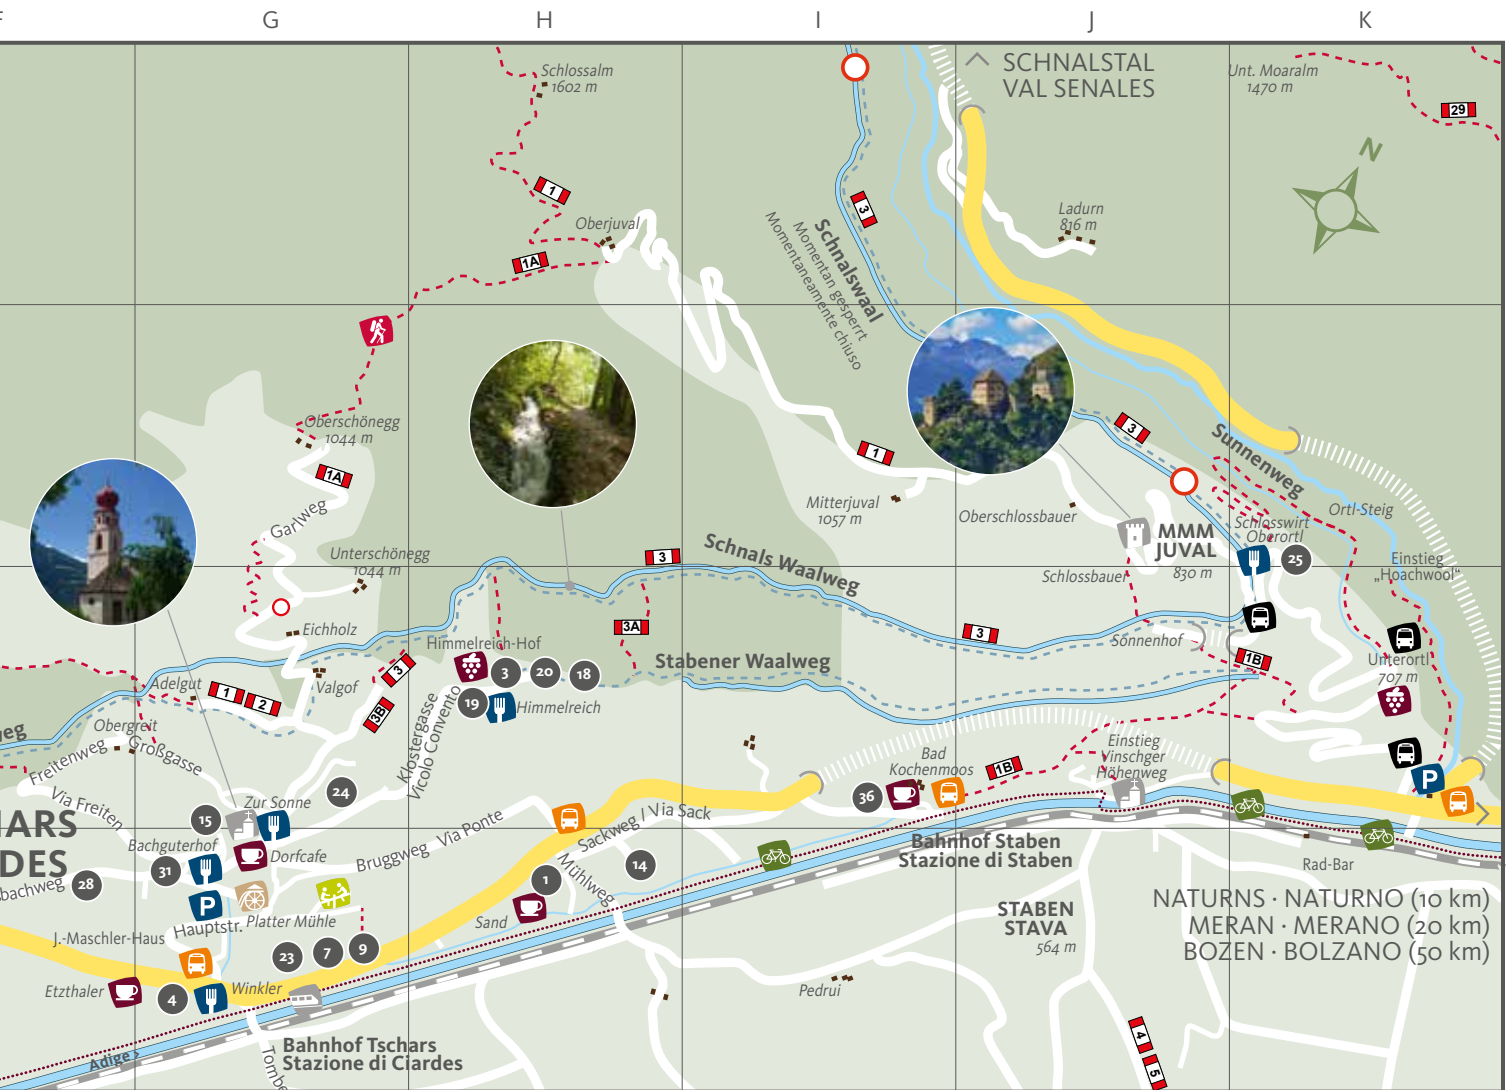 F
G
H
I
J
K
Schlossalm
1602 m
SCHNALSTAL
VAL SENALES
Unt. Moaralm
1470 m
29
N
1
3
Ladurn
816 m
Oberjuval
1A
Schnalswaal
Momentan gesperrt
Momentaneamente chiuso
Oberschönegg
1044 m
1A
3
Sunnenweg
1
Garlweg
Mitterjuval
1057 m
Oberschlossbauer
Ortl-Steig
MMM
JUVAL
830 m
Schlosswirt
Oberortl
25
Unterschönegg
1044 m
3
Schnals Waalweg
Schlossbauer
Einstieg
„Hoachwool“
Eichholz
3A
3
Sonnenhof
Himmelreich-Hof
3
20
18
Stabener Waalweg
1B
Unterortl
707 m
3
Adelgut
1
2
Valgof
3B
19
Himmelreich
Klostergasse
Vicolo Convento
Obergreit
eg
Freitenweg
Großgasse
Bad
Kochenmoos
1B
Einstieg
Vinschger
Höhenweg
P
Via Freiten
24
36
Zur Sonne
15
Sackweg / Via Sack
Bruggweg
Via Ponte
IARS
DES
Bachguterhof
31
Dorfcafe
Bahnhof Staben
Stazione di Staben
Rad-Bar
bachweg
28
1
14
Mühlweg
P
Platter Mühle
Hauptstr.
Sand
STABEN
STAVA
564 m
NATURNS · NATURNO (10 km)
MERAN · MERANO (20 km)
BOZEN · BOLZANO (50 km)
J.-Maschler-Haus
23
7
9
Etzthaler
4
Winkler
Pedrui
Bahnhof Tschars
Stazione di Ciardes
Adige >
Tombe
4
5